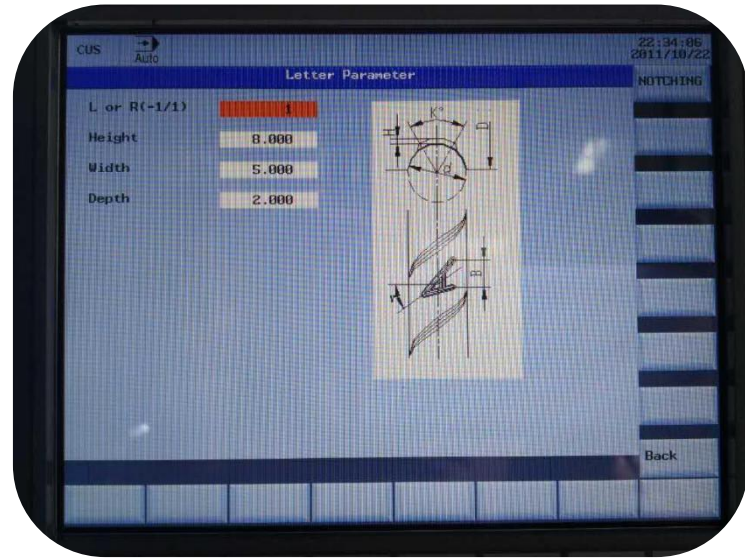 CUS
Auto
22:34:06
2011/10/22
Letter Parameter
NOTCHING
L or R(-1/1) 1
Height 8.000
Width 5.000
Depth 2.000
K°
H
D
d
B
Back